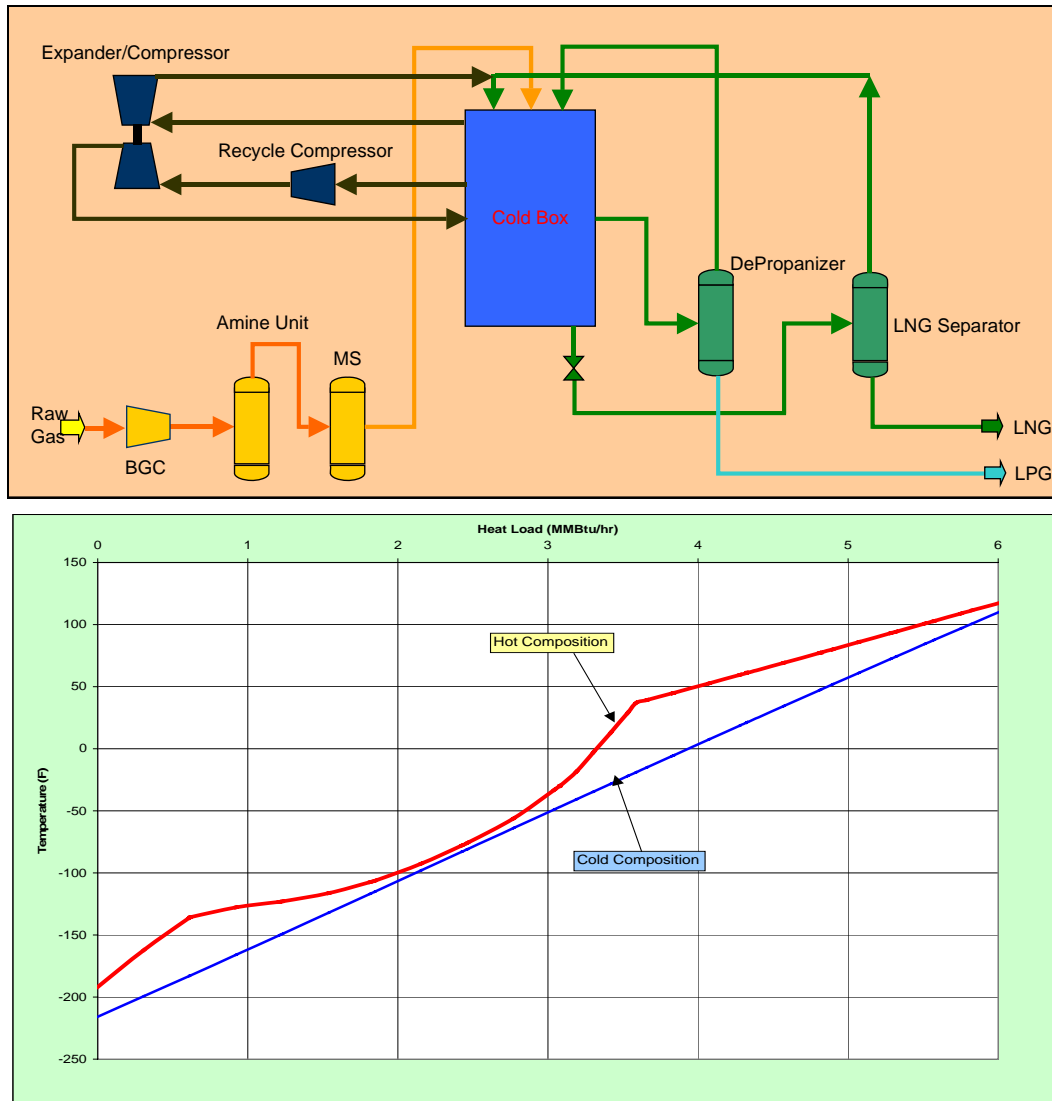 Expander/Compressor
Recycle Compressor
Cold Box
DePropanizer
Amine Unit
LNG Separator
MS
Raw
Gas
BGC
LNG
LPG
Heat Load (MMBtu/hr)
0 1 2 3 4 5 6
150
100
50
0
-50
-100
-150
-200
-250
Temperature (F)
Hot Composition
Cold Composition